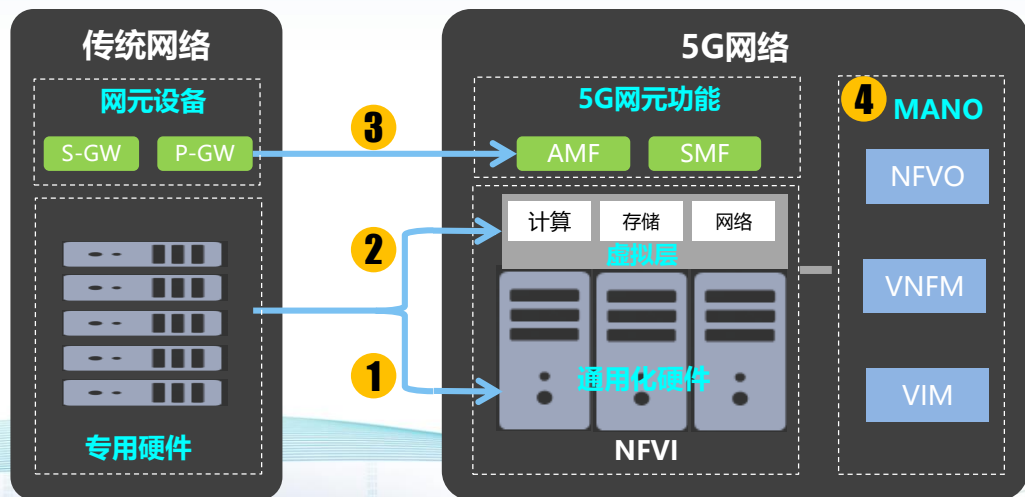 传统网络
网元设备
S-GW
P-GW
专用硬件
3
2
1
5G网络
5G网元功能
AMF
SMF
计算
存储
网络
虚拟层
通用化硬件
NFVI
4
MANO
NFVO
VNFM
VIM